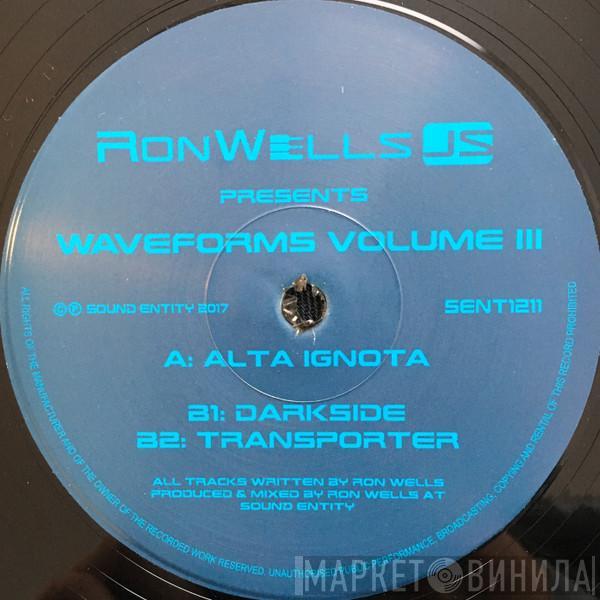 RONWELLS JS
PRESENTS
WAVEFORMS VOLUME III
©℗ SOUND ENTITY 2017
SENT1211
A: ALTA IGNOTA
B1: DARKSIDE
B2: TRANSPORTER
ALL TRACKS WRITTEN BY RON WELLS
PRODUCED & MIXED BY RON WELLS AT
SOUND ENTITY
ALL RIGHTS OF THE MANUFACTURER AND OF THE OWNER OF THE RECORDED WORK RESERVED. UNAUTHORISED PUBLIC PERFORMANCE, BROADCASTING, COPYING AND RENTAL OF THIS RECORD PROHIBITED
МАРКЕТ ВИНИЛА